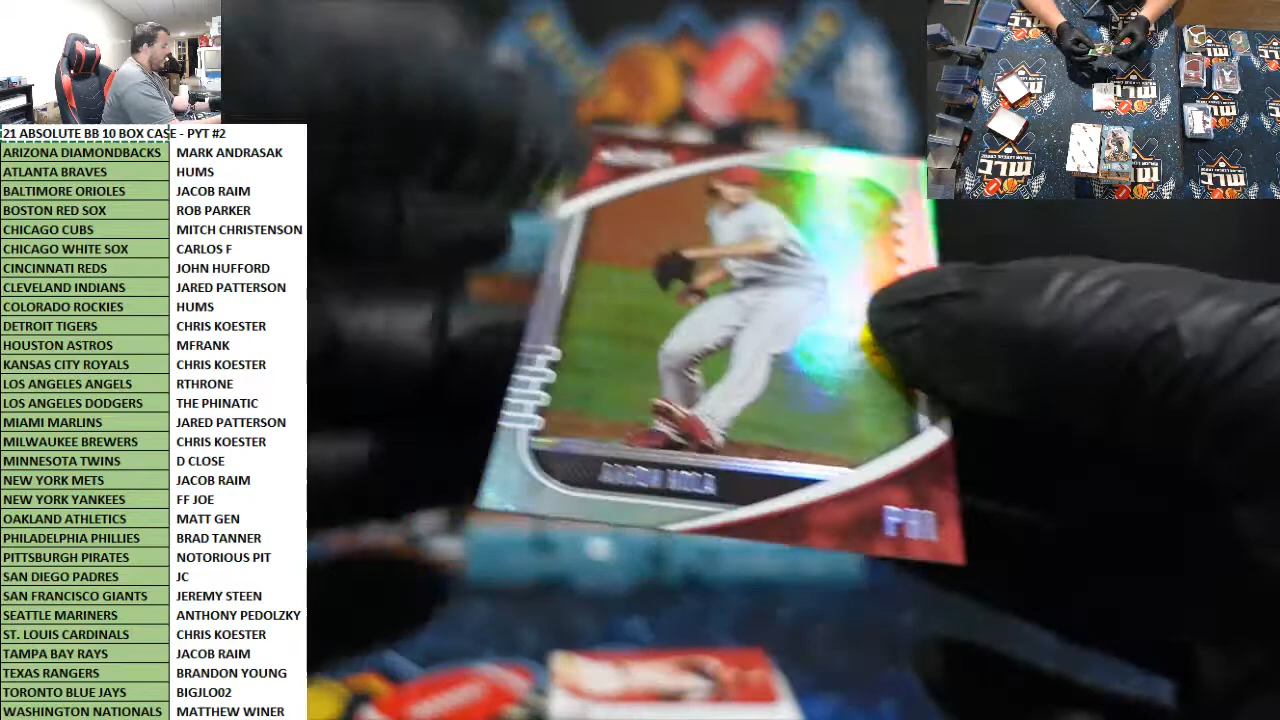 21 ABSOLUTE BB 10 BOX CASE - PYT #2
ARIZONA DIAMONDBACKS MARK ANDRASAK
ATLANTA BRAVES HUMS
BALTIMORE ORIOLES JACOB RAIM
BOSTON RED SOX ROB PARKER
CHICAGO CUBS MITCH CHRISTENSON
CHICAGO WHITE SOX CARLOS F
CINCINNATI REDS JOHN HUFFORD
CLEVELAND INDIANS JARED PATTERSON
COLORADO ROCKIES HUMS
DETROIT TIGERS CHRIS KOESTER
HOUSTON ASTROS MFRANK
KANSAS CITY ROYALS CHRIS KOESTER
LOS ANGELES ANGELS RTHRONE
LOS ANGELES DODGERS THE PHINATIC
MIAMI MARLINS JARED PATTERSON
MILWAUKEE BREWERS CHRIS KOESTER
MINNESOTA TWINS D CLOSE
NEW YORK METS JACOB RAIM
NEW YORK YANKEES FF JOE
OAKLAND ATHLETICS MATT GEN
PHILADELPHIA PHILLIES BRAD TANNER
PITTSBURGH PIRATES NOTORIOUS PIT
SAN DIEGO PADRES JC
SAN FRANCISCO GIANTS JEREMY STEEN
SEATTLE MARINERS ANTHONY PEDOLZKY
ST. LOUIS CARDINALS CHRIS KOESTER
TAMPA BAY RAYS JACOB RAIM
TEXAS RANGERS BRANDON YOUNG
TORONTO BLUE JAYS BIGJLO02
WASHINGTON NATIONALS MATTHEW WINER
AARON NOLA
PHI
MLC